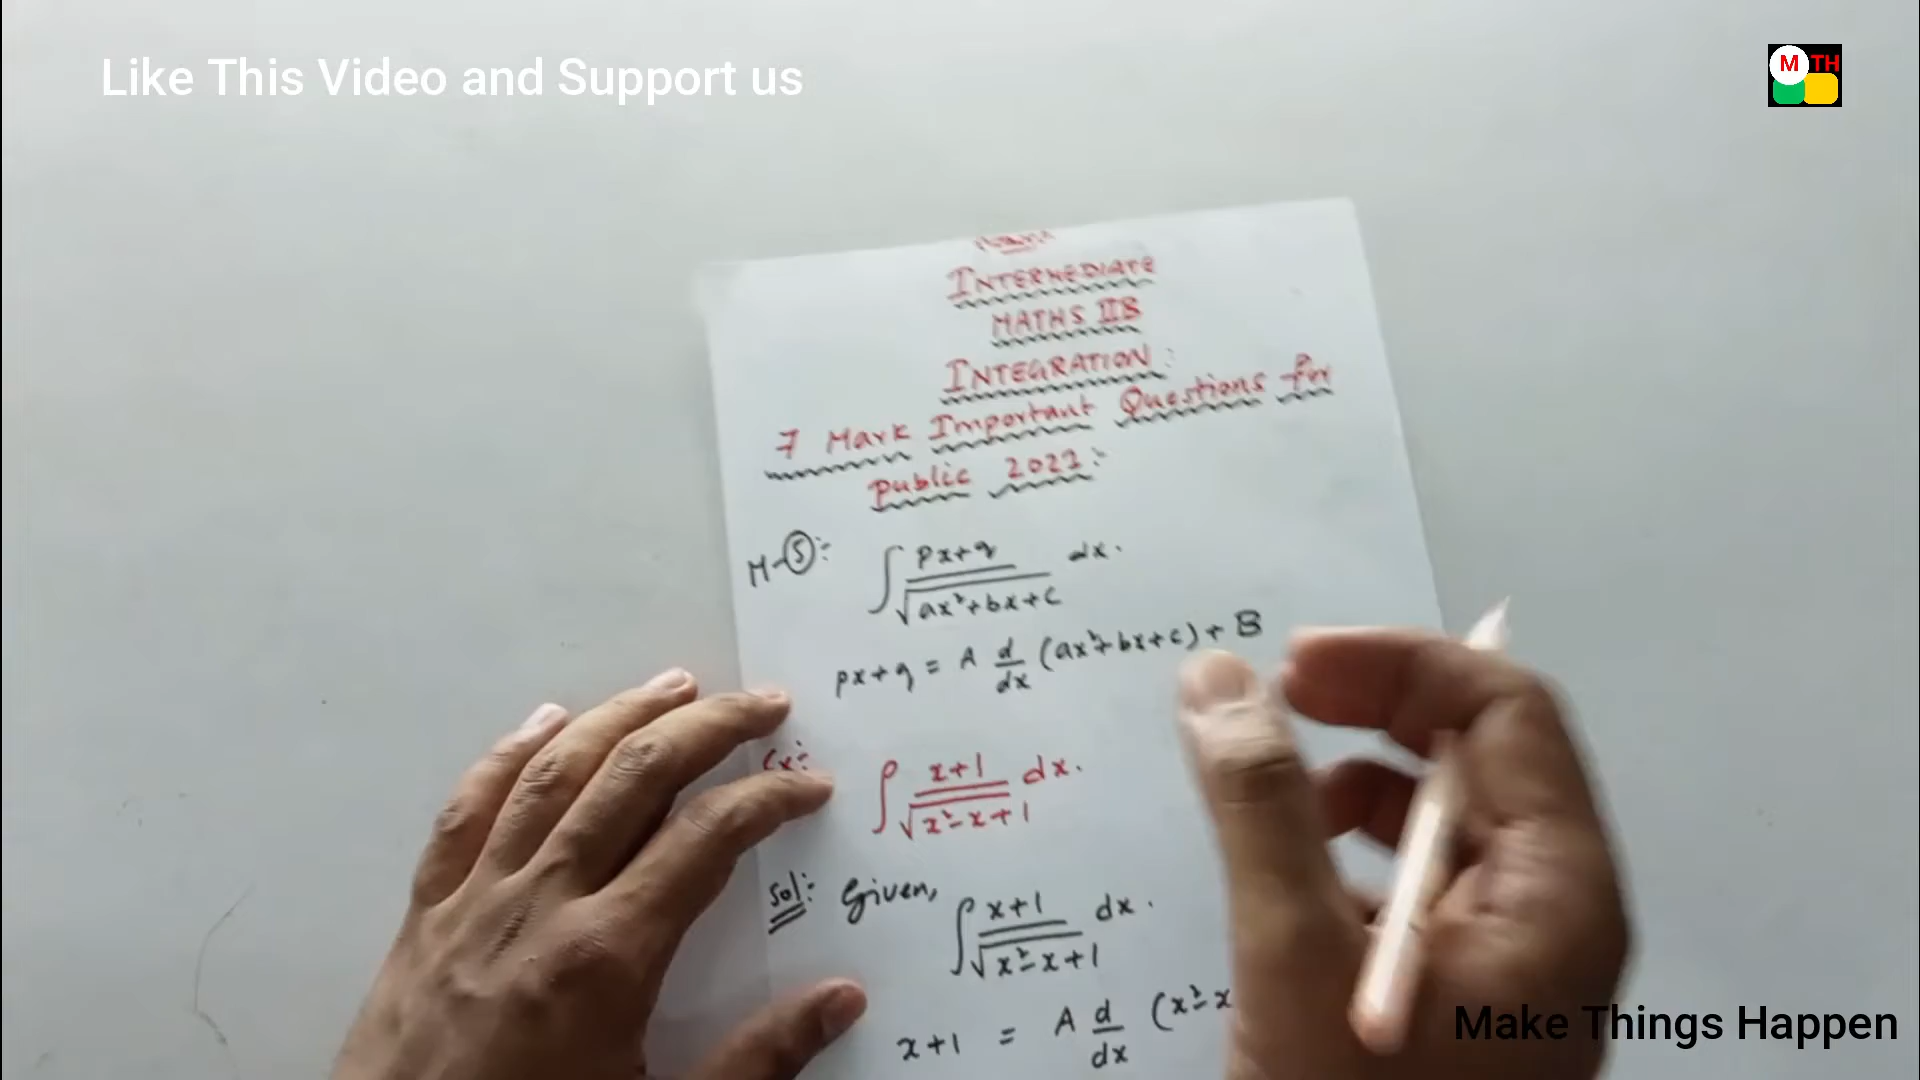 Like This Video and Support us
M TH
INTERMEDIATE
MATHS IIB
INTEGRATION:
7 Mark Important Questions for
public 2022:
M-⑤:
∫ px+q / √ax²+bx+c dx.
px+q = A d/dx (ax²+bx+c) + B
Ex:
∫ x+1 / √x²-x+1 dx.
Sol: Given, ∫ x+1 / √x²-x+1 dx.
x+1 = A d/dx (x²-x
Make Things Happen